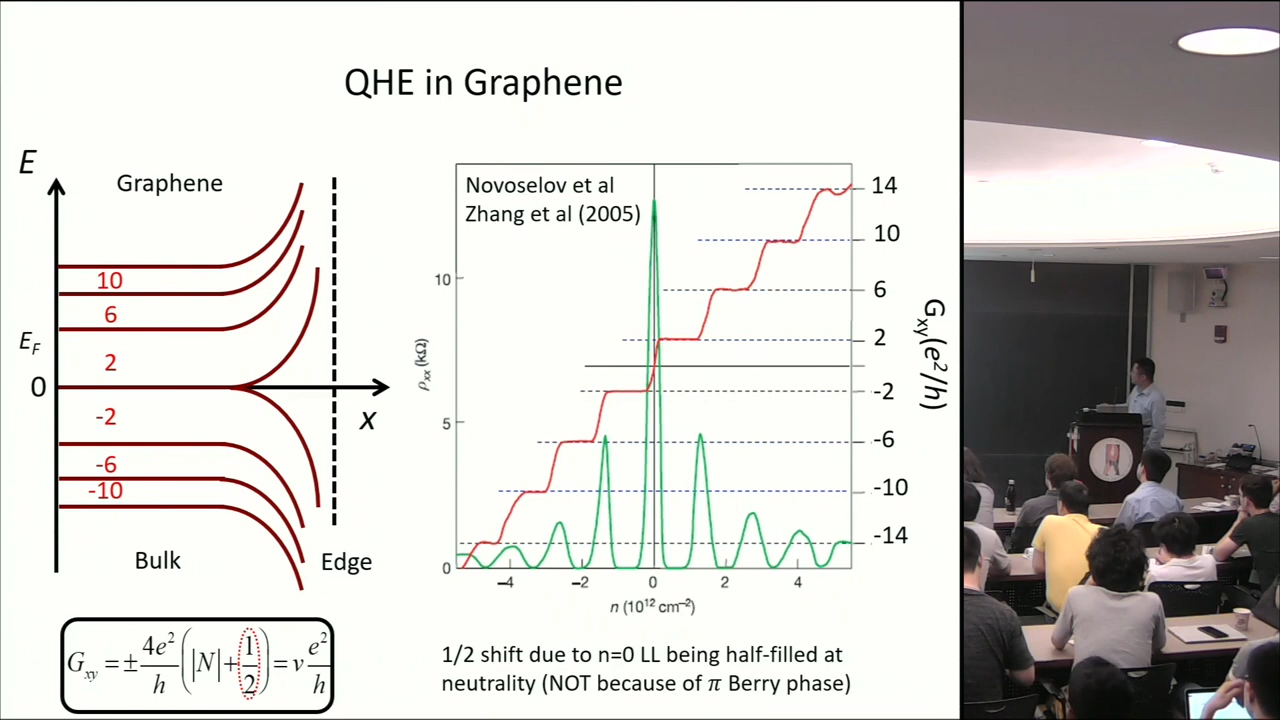 QHE in Graphene
E
Graphene
10
6
E_F
2
0
-2
x
-6
-10
Bulk
Edge
G_xy = ± 4e²/h (|N| + 1/2) = ν e²/h
Novoselov et al
Zhang et al (2005)
ρ_xx (kΩ)
10
5
0
−4
−2
0
2
4
n (10¹² cm⁻²)
14
10
6
2
-2
-6
-10
-14
G_xy(e²/h)
1/2 shift due to n=0 LL being half-filled at
neutrality (NOT because of π Berry phase)